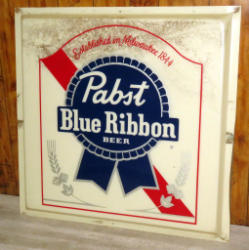 Established in Milwaukee 1844
Pabst
Blue Ribbon
BEER